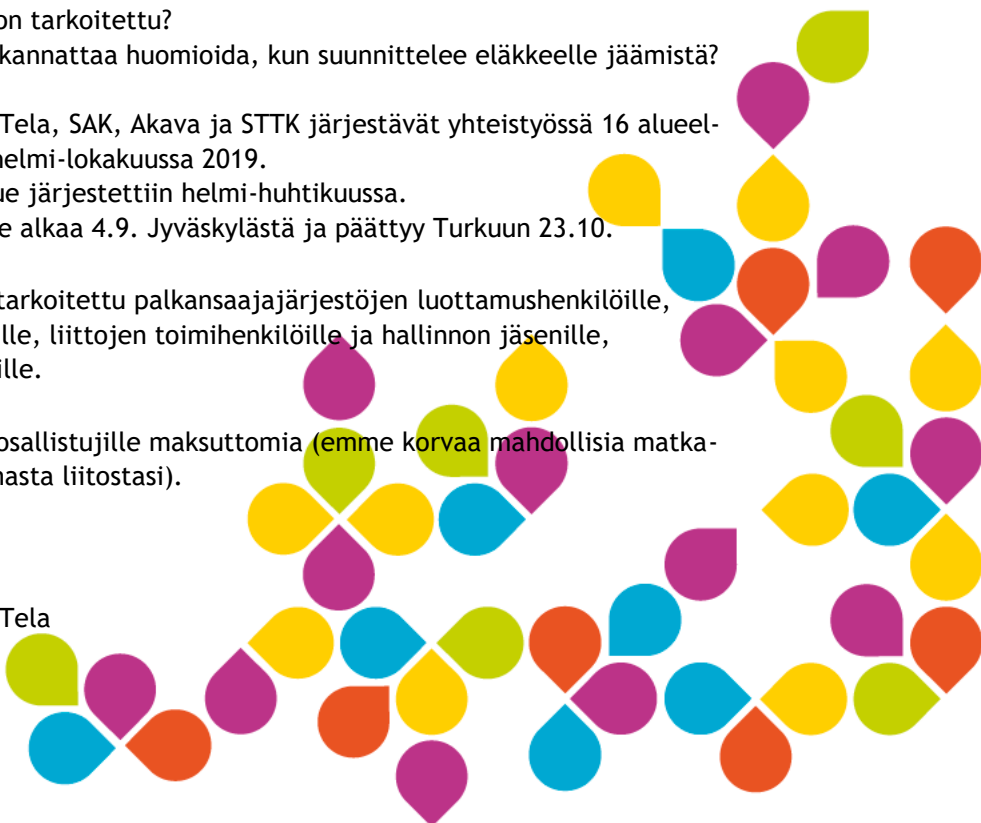 on tarkoitettu?
kannattaa huomioida, kun suunnittelee eläkkeelle jäämistä?
Tela, SAK, Akava ja STTK järjestävät yhteistyössä 16 alueel-
helmi-lokakuussa 2019.
ue järjestettiin helmi-huhtikuussa.
e alkaa 4.9. Jyväskylästä ja päättyy Turkuun 23.10.
tarkoitettu palkansaajajärjestöjen luottamushenkilöille,
lle, liittojen toimihenkilöille ja hallinnon jäsenille,
ille.
osallistujille maksuttomia (emme korvaa mahdollisia matka-
nasta liitostasi).
Tela